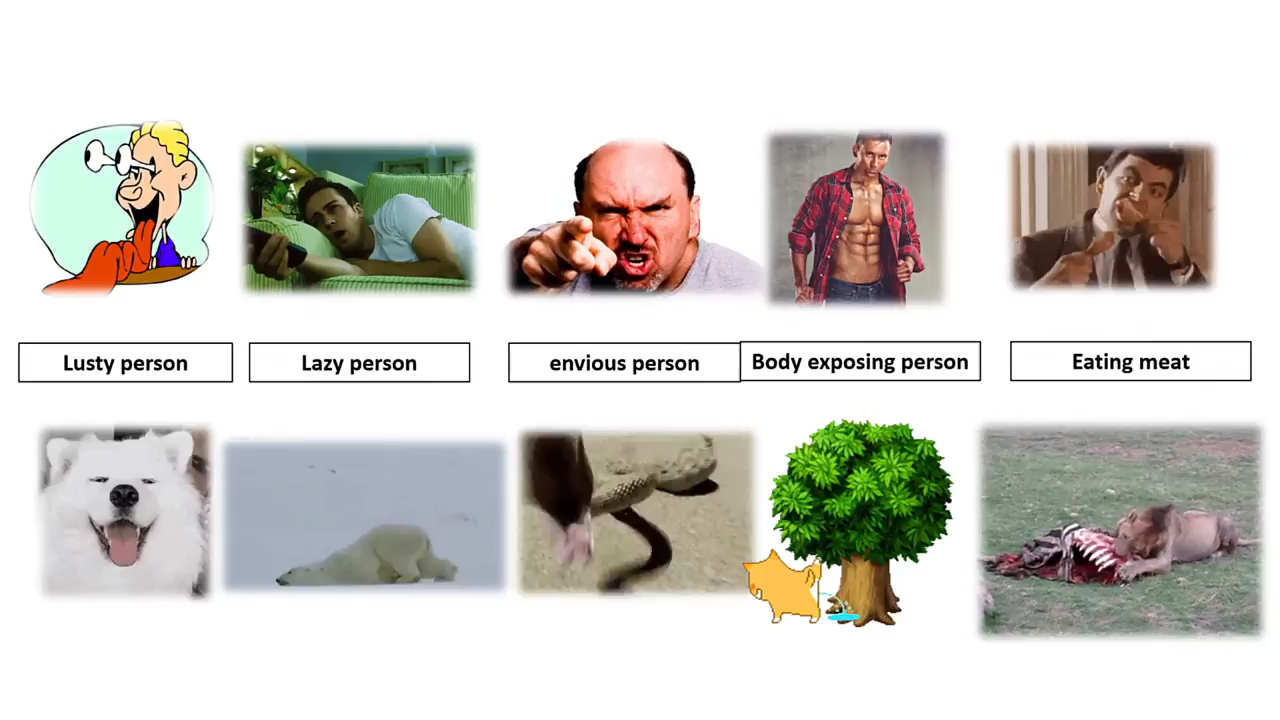 Lusty person
Lazy person
envious person
Body exposing person
Eating meat